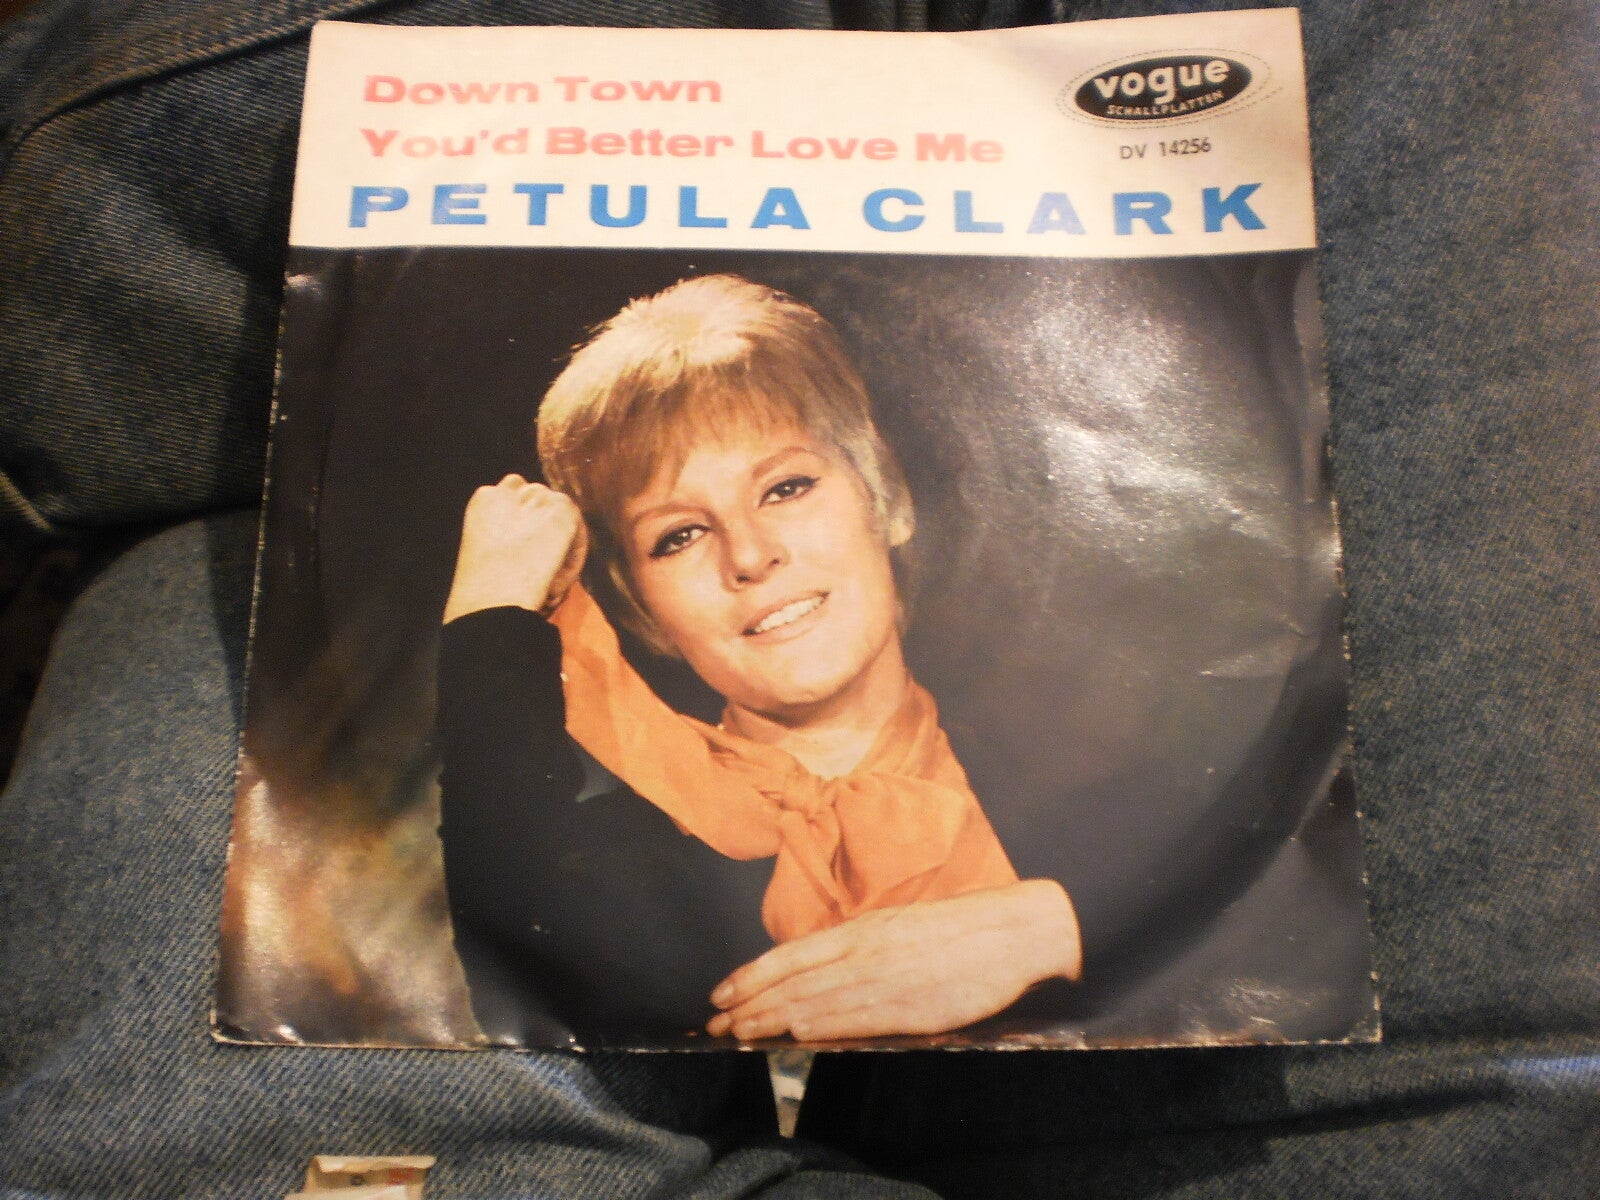 Down Town
You'd Better Love Me
PETULA CLARK
vogue
SCHALLPLATTEN
DV 14256